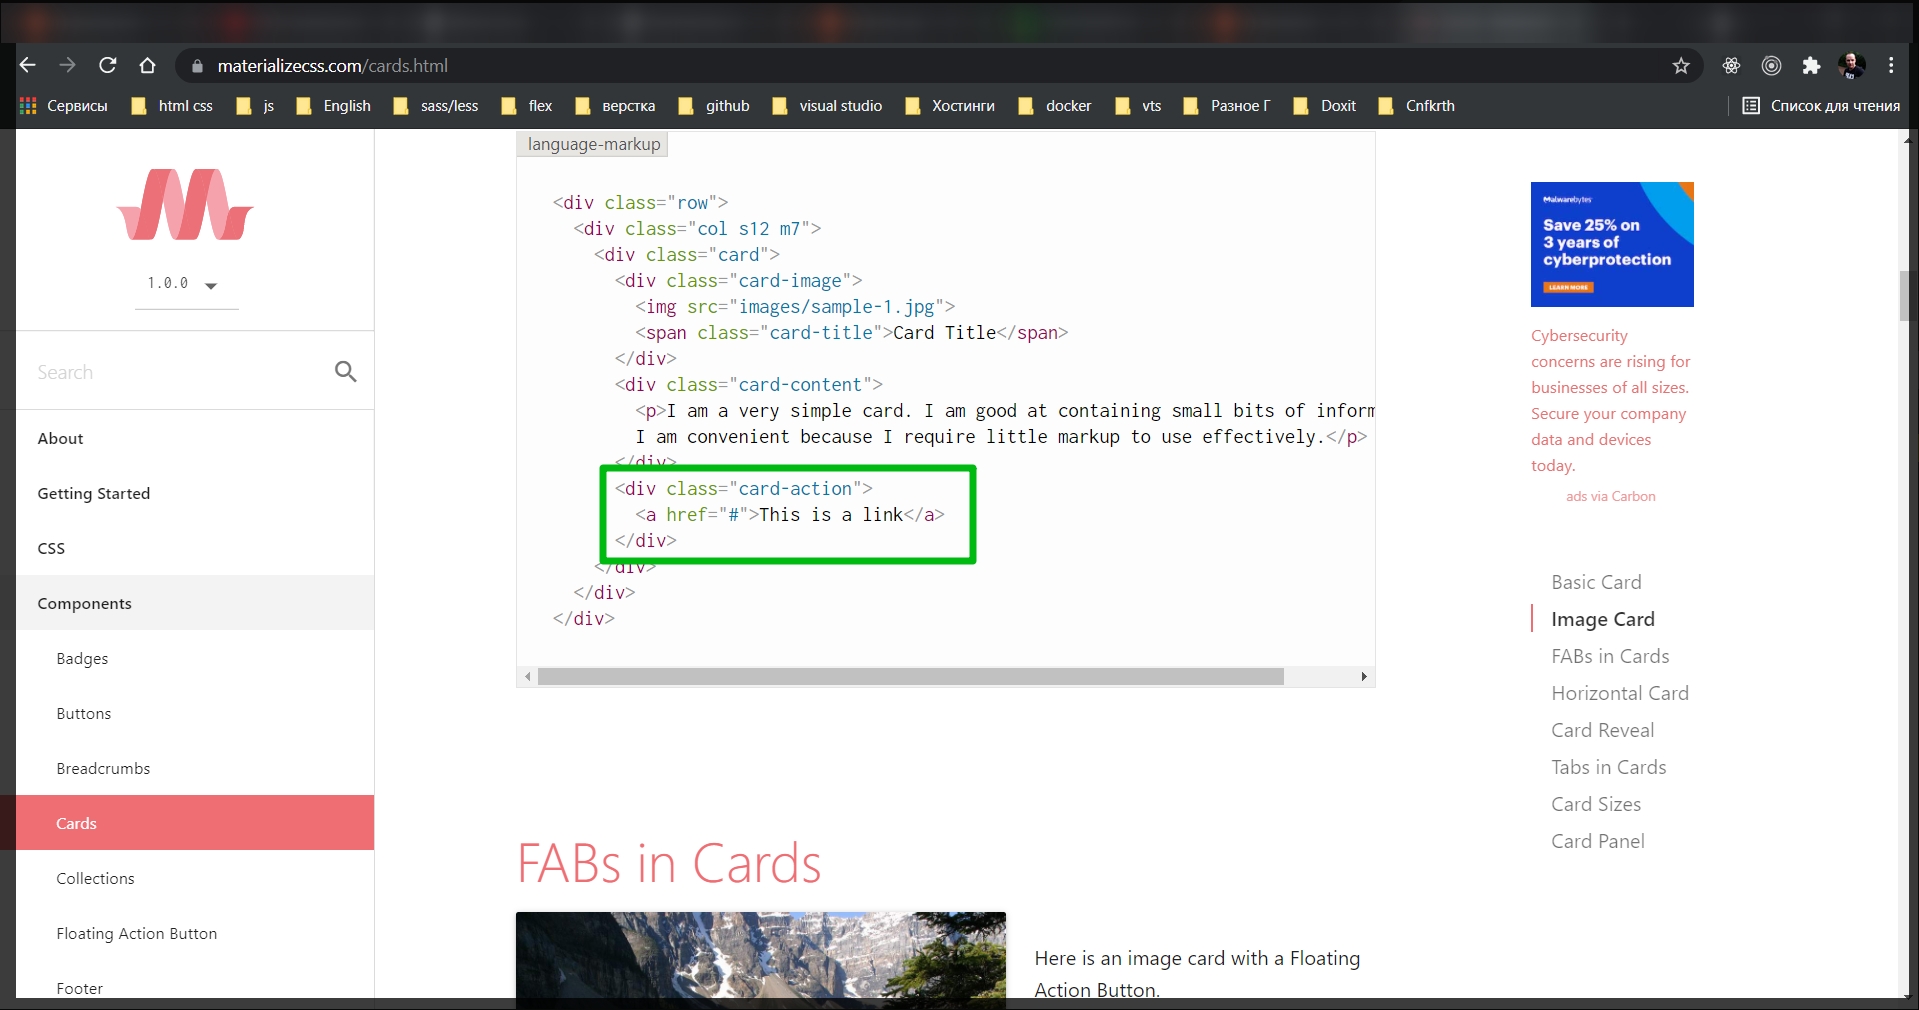 materializecss.com/cards.html
Сервисы html css js English sass/less flex верстка github visual studio Хостинги docker vts Разное Г Doxit Cnfkrth Список для чтения
1.0.0
Search
About
Getting Started
CSS
Components
Badges
Buttons
Breadcrumbs
Cards
Collections
Floating Action Button
Footer
language-markup
<div class="row">
<div class="col s12 m7">
<div class="card">
<div class="card-image">
<img src="images/sample-1.jpg">
<span class="card-title">Card Title</span>
</div>
<div class="card-content">
<p>I am a very simple card. I am good at containing small bits of inform
I am convenient because I require little markup to use effectively.</p>
</div>
<div class="card-action">
<a href="#">This is a link</a>
</div>
</div>
</div>
</div>
FABs in Cards
Here is an image card with a Floating
Action Button.
Malwarebytes
Save 25% on
3 years of
cyberprotection
LEARN MORE
Cybersecurity
concerns are rising for
businesses of all sizes.
Secure your company
data and devices
today.
ads via Carbon
Basic Card
Image Card
FABs in Cards
Horizontal Card
Card Reveal
Tabs in Cards
Card Sizes
Card Panel